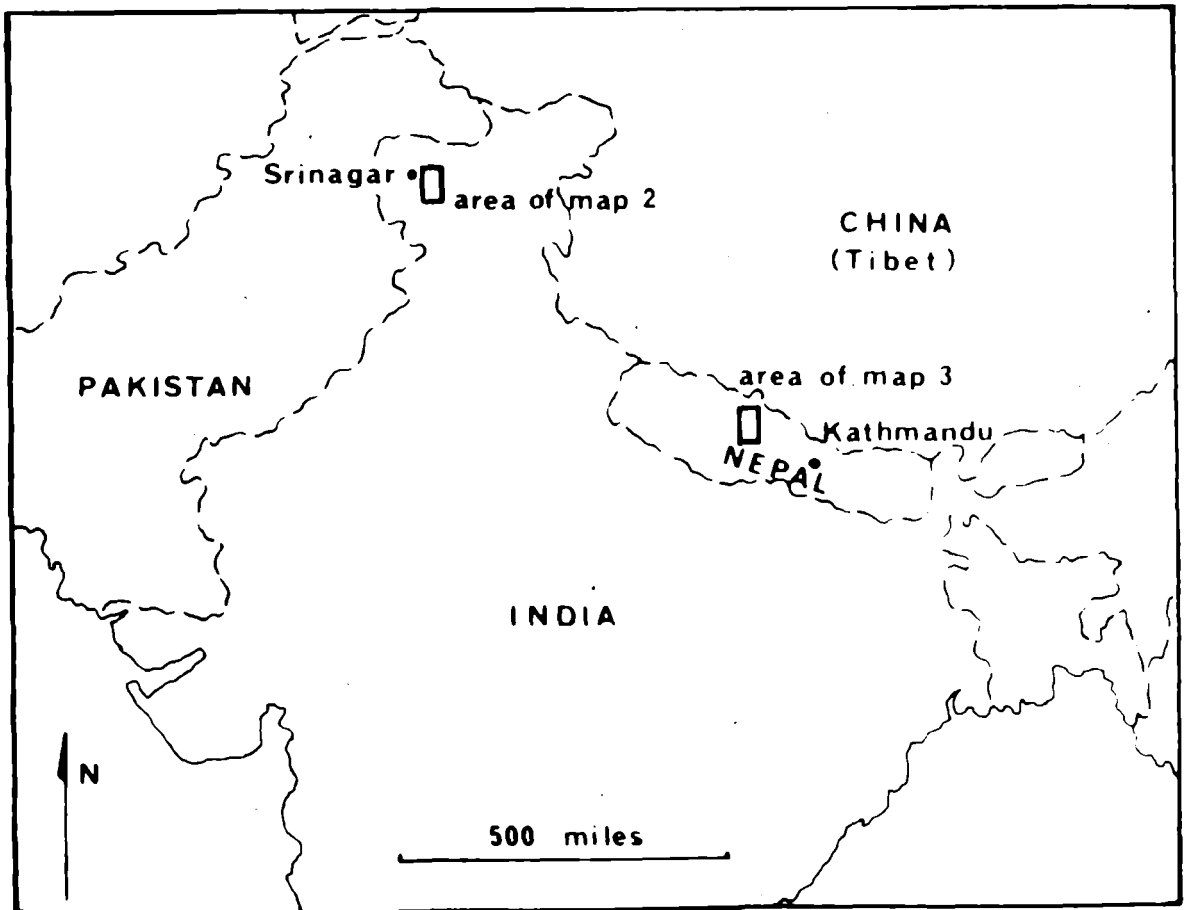 Srinagar
area of map 2
CHINA
(Tibet)
PAKISTAN
area of map 3
Kathmandu
NEPAL
INDIA
N
500 miles